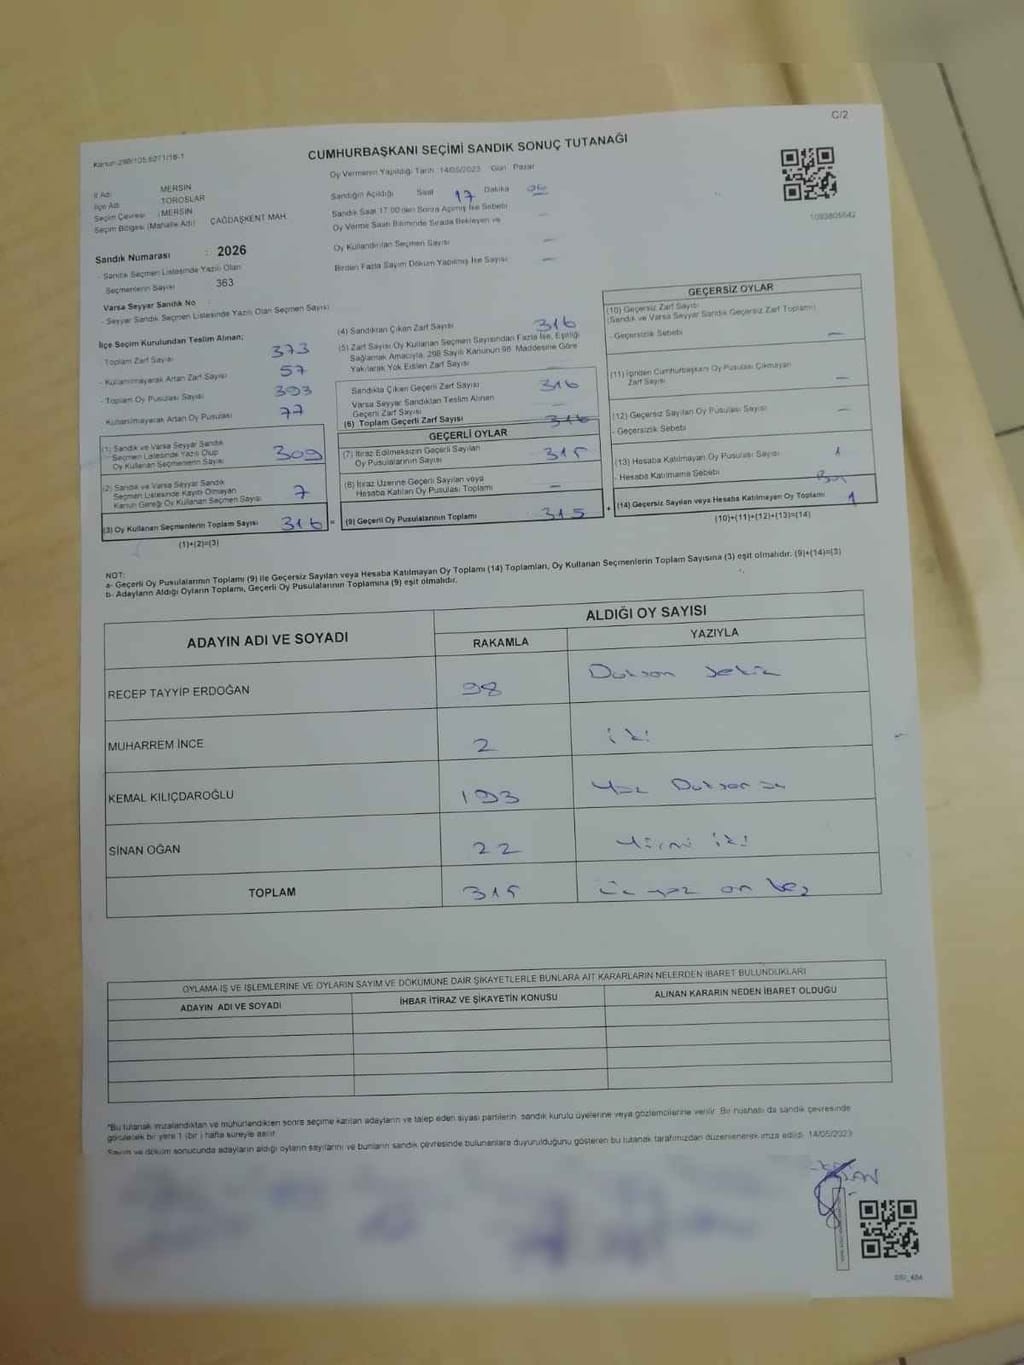 C/2
Kanun:298/105,6271/18-1
CUMHURBAŞKANI SEÇİMİ SANDIK SONUÇ TUTANAĞI
Oy Vermenin Yapıldığı Tarih :14/05/2023 Gün : Pazar
İl Adı : MERSİN
İlçe Adı : TOROSLAR
Seçim Çevresi : MERSİN
Seçim Bölgesi (Mahalle Adı) : ÇAĞDAŞKENT MAH.
Sandık Numarası : 2026
- Sandık Seçmen Listesinde Yazılı Olan
Seçmenlerin Sayısı 363
Varsa Seyyar Sandık No
- Seyyar Sandık Seçmen Listesinde Yazılı Olan Seçmen Sayısı
Sandığın Açıldığı Saat 17 Dakika 00
Sandık Saat 17:00'den Sonra Açılmış İse Sebebi —
Oy Verme Saati Bitiminde Sırada Bekleyen ve
Oy Kullandırılan Seçmen Sayısı —
Birden Fazla Sayım Döküm Yapılmış İse Sayısı —
1093805642
İlçe Seçim Kurulundan Teslim Alınan;
Toplam Zarf Sayısı 373
- Kullanılmayarak Artan Zarf Sayısı 57
- Toplam Oy Pusulası Sayısı 393
Kullanılmayarak Artan Oy Pusulası 77
(1) Sandık ve Varsa Seyyar Sandık
Seçmen Listesinde Yazılı Olup
Oy Kullanan Seçmenlerin Sayısı 309
(2) Sandık ve Varsa Seyyar Sandık
Seçmen Listesinde Kayıtlı Olmayan
Kanun Gereği Oy Kullanan Seçmen Sayısı 7
(3) Oy Kullanan Seçmenlerin Toplam Sayısı 316
(1)+(2)=(3)
(4) Sandıktan Çıkan Zarf Sayısı 316
(5) Zarf Sayısı Oy Kullanan Seçmen Sayısından Fazla İse, Eşitliği
Sağlamak Amacıyla, 298 Sayılı Kanunun 98. Maddesine Göre
Yakılarak Yok Edilen Zarf Sayısı —
Sandıkta Çıkan Geçerli Zarf Sayısı 316
Varsa Seyyar Sandıktan Teslim Alınan
Geçerli Zarf Sayısı —
(6) Toplam Geçerli Zarf Sayısı 316
GEÇERLİ OYLAR
(7) İtiraz Edilmeksizin Geçerli Sayılan
Oy Pusulalarının Sayısı 315
(8) İtiraz Üzerine Geçerli Sayılan veya
Hesaba Katılan Oy Pusulası Toplamı —
= (9) Geçerli Oy Pusulalarının Toplamı 315
GEÇERSİZ OYLAR
(10) Geçersiz Zarf Sayısı
(Sandık ve Varsa Seyyar Sandık Geçersiz Zarf Toplamı)
- Geçersizlik Sebebi —
(11) İçinden Cumhurbaşkanı Oy Pusulası Çıkmayan
Zarf Sayısı —
(12) Geçersiz Sayılan Oy Pusulası Sayısı —
- Geçersizlik Sebebi
(13) Hesaba Katılmayan Oy Pusulası Sayısı 1
- Hesaba Katılmama Sebebi
+ (14) Geçersiz Sayılan veya Hesaba Katılmayan Oy Toplamı 1
(10)+(11)+(12)+(13)=(14)
NOT:
a- Geçerli Oy Pusulalarının Toplamı (9) ile Geçersiz Sayılan veya Hesaba Katılmayan Oy Toplamı (14) Toplamları, Oy Kullanan Seçmenlerin Toplam Sayısına (3) eşit olmalıdır. (9)+(14)=(3)
b- Adayların Aldığı Oyların Toplamı, Geçerli Oy Pusulalarının Toplamına (9) eşit olmalıdır.
ADAYIN ADI VE SOYADI
ALDIĞI OY SAYISI
RAKAMLA YAZIYLA
RECEP TAYYİP ERDOĞAN 98 Doksan Sekiz
MUHARREM İNCE 2 iki
KEMAL KILIÇDAROĞLU 193 Yüz Doksan üç
SİNAN OĞAN 22 Yirmi iki
TOPLAM 315 üç yüz on beş
OYLAMA İŞ VE İŞLEMLERİNE VE OYLARIN SAYIM VE DÖKÜMÜNE DAİR ŞİKAYETLERLE BUNLARA AİT KARARLARIN NELERDEN İBARET BULUNDUKLARI
ADAYIN ADI VE SOYADI İHBAR İTİRAZ VE ŞİKAYETİN KONUSU ALINAN KARARIN NEDEN İBARET OLDUĞU
"Bu tutanak imzalandıktan ve mühürlendikten sonra seçime katılan adayların ve talep eden siyasi partilerin, sandık kurulu üyelerine veya gözlemcilerine verilir. Bir nüshası da sandık çevresinde
görülecek bir yere 1 (bir) hafta süreyle asılır.
Sayım ve döküm sonucunda adayların aldığı oyların sayılarını ve bunların sandık çevresinde bulunanlara duyurulduğunu gösteren bu tutanak tarafımızdan düzenlenerek imza edildi. 14/05/2023